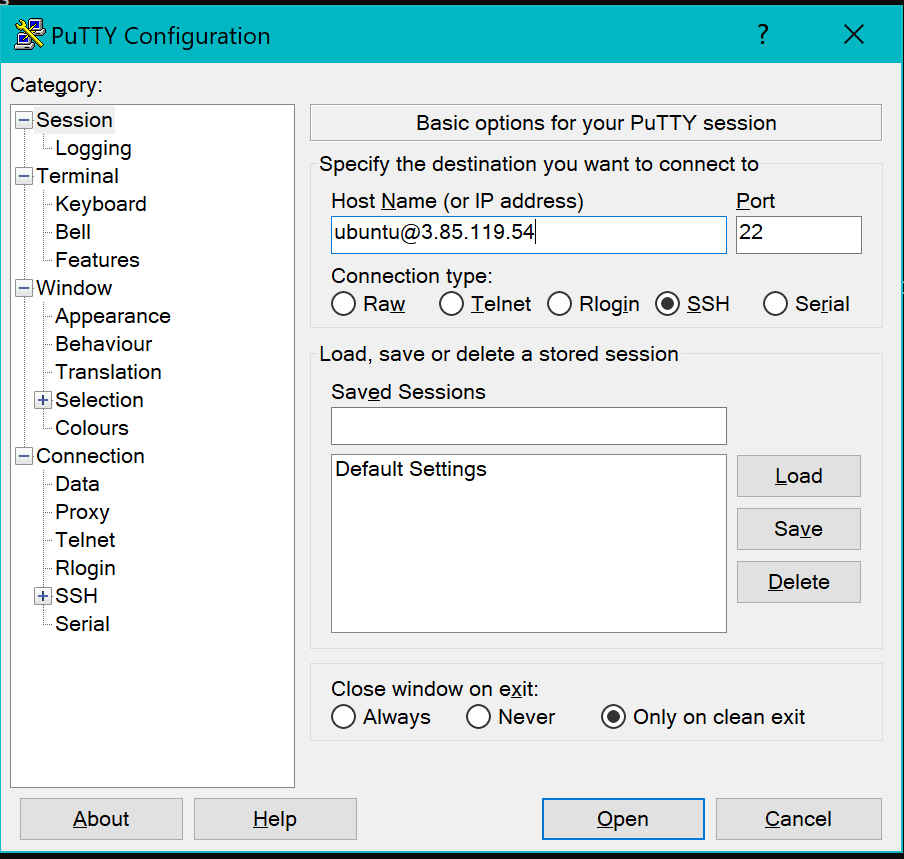 PuTTY Configuration
?
Category:
Session
Logging
Terminal
Keyboard
Bell
Features
Window
Appearance
Behaviour
Translation
Selection
Colours
Connection
Data
Proxy
Telnet
Rlogin
SSH
Serial
Basic options for your PuTTY session
Specify the destination you want to connect to
Host Name (or IP address) Port
ubuntu@3.85.119.54 22
Connection type:
Raw Telnet Rlogin SSH Serial
Load, save or delete a stored session
Saved Sessions
Default Settings
Load
Save
Delete
Close window on exit:
Always Never Only on clean exit
About Help Open Cancel